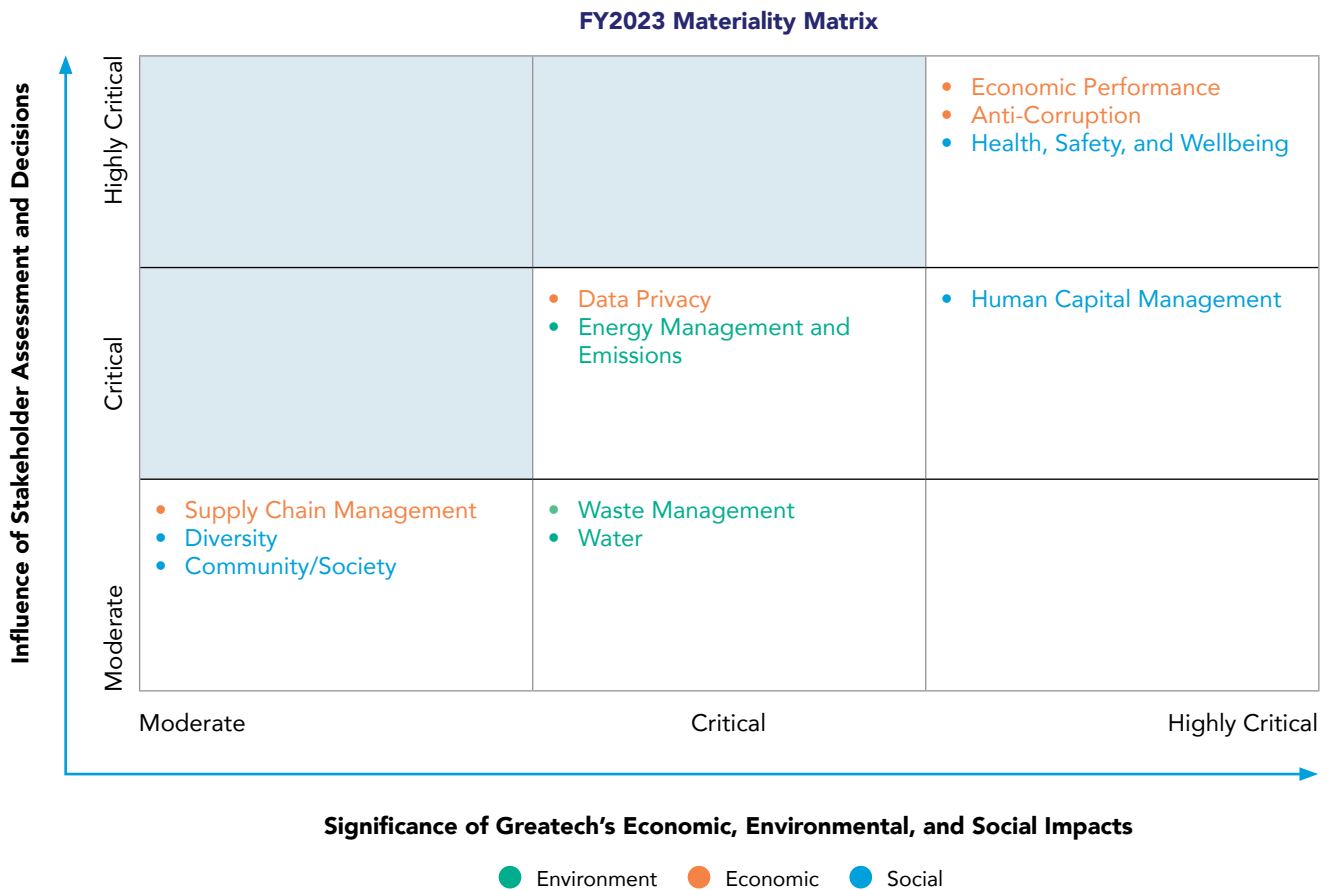 FY2023 Materiality Matrix
Influence of Stakeholder Assessment and Decisions
Highly Critical
• Economic Performance
• Anti-Corruption
• Health, Safety, and Wellbeing
Critical
• Data Privacy
• Energy Management and
Emissions
• Human Capital Management
Moderate
• Supply Chain Management
• Diversity
• Community/Society
• Waste Management
• Water
Moderate
Critical
Highly Critical
Significance of Greatech's Economic, Environmental, and Social Impacts
Environment
Economic
Social